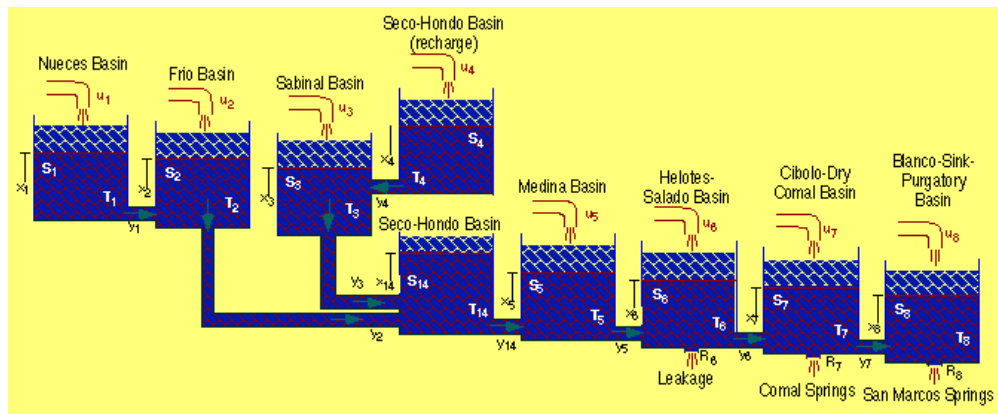 Seco-Hondo Basin
(recharge)
Nueces Basin
Frio Basin
Sabinal Basin
u4
u1
u2
u3
S4
x4
T4
y4
S1
x1
T1
y1
S2
x2
T2
S3
x3
T3
Seco-Hondo Basin
y3
x14
S14
T14
y2
y14
Medina Basin
u5
x5
S5
T5
y5
Helotes-
Salado Basin
u6
x6
S6
T6
y6
R6
Leakage
Cibolo-Dry
Comal Basin
u7
x7
S7
T7
y7
R7
Comal Springs
Blanco-Sink-
Purgatory
Basin
u8
x8
S8
T8
R8
San Marcos Springs